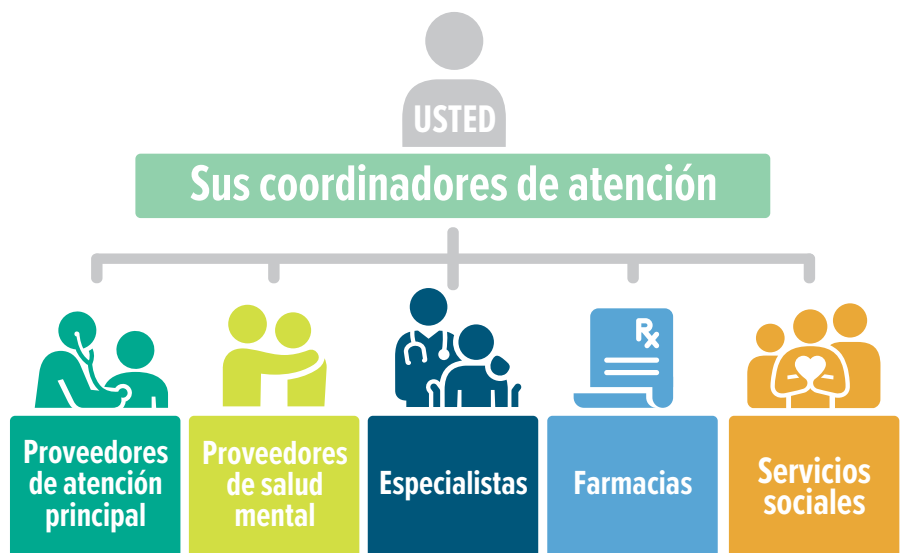 USTED
Sus coordinadores de atención
Rx
Proveedores
de atención
principal
Proveedores
de salud
mental
Especialistas
Farmacias
Servicios
sociales